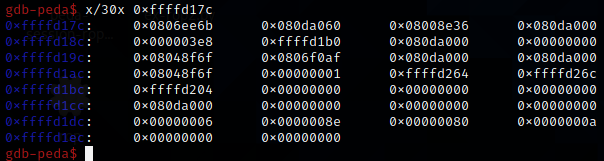 gdb-peda$ x/30x 0xffffd17c
0xffffd17c: 0x0806ee6b 0x080da060 0x08008e36 0x080da000
0xffffd18c: 0x000003e8 0xffffd1b0 0x080da000 0x00000000
0xffffd19c: 0x08048f6f 0x0806f0af 0x080da000 0x080da000
0xffffd1ac: 0x08048f6f 0x00000001 0xffffd264 0xffffd26c
0xffffd1bc: 0xffffd204 0x00000000 0x00000000 0x00000000
0xffffd1cc: 0x080da000 0x00000000 0x00000000 0x00000000
0xffffd1dc: 0x00000006 0x0000008e 0x00000080 0x0000000a
0xffffd1ec: 0x00000000 0x00000000
gdb-peda$